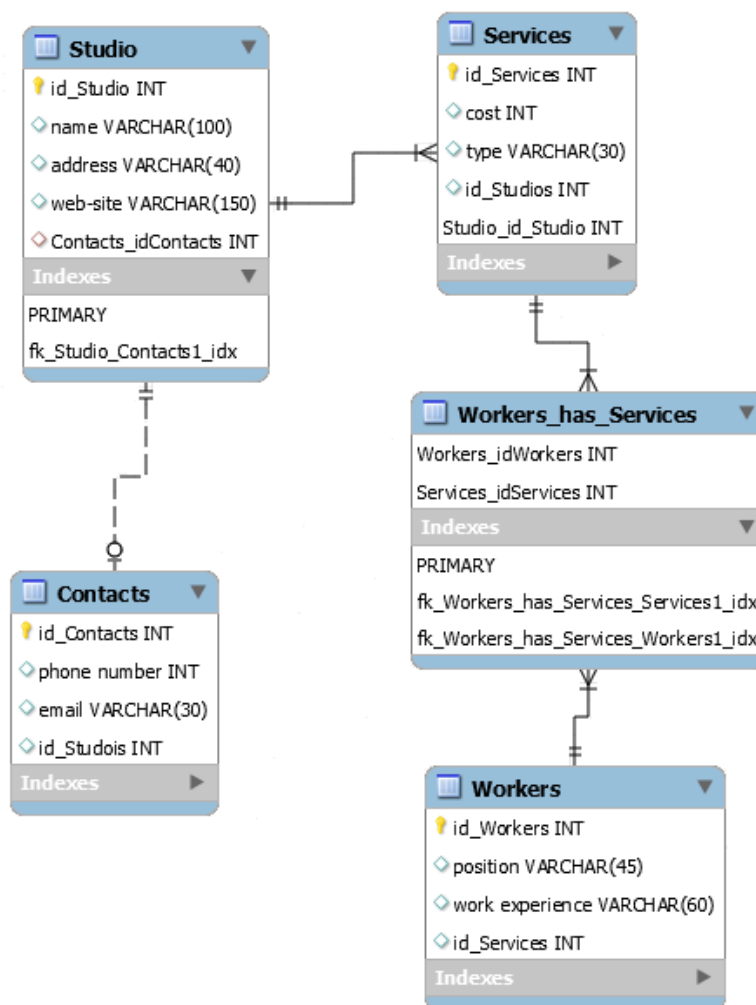 Studio
id_Studio INT
name VARCHAR(100)
address VARCHAR(40)
web-site VARCHAR(150)
Contacts_idContacts INT
Indexes
PRIMARY
fk_Studio_Contacts1_idx
Services
id_Services INT
cost INT
type VARCHAR(30)
id_Studios INT
Studio_id_Studio INT
Indexes
Workers_has_Services
Workers_idWorkers INT
Services_idServices INT
Indexes
PRIMARY
fk_Workers_has_Services_Services1_idx
fk_Workers_has_Services_Workers1_idx
Contacts
id_Contacts INT
phone number INT
email VARCHAR(30)
id_Studois INT
Indexes
Workers
id_Workers INT
position VARCHAR(45)
work experience VARCHAR(60)
id_Services INT
Indexes